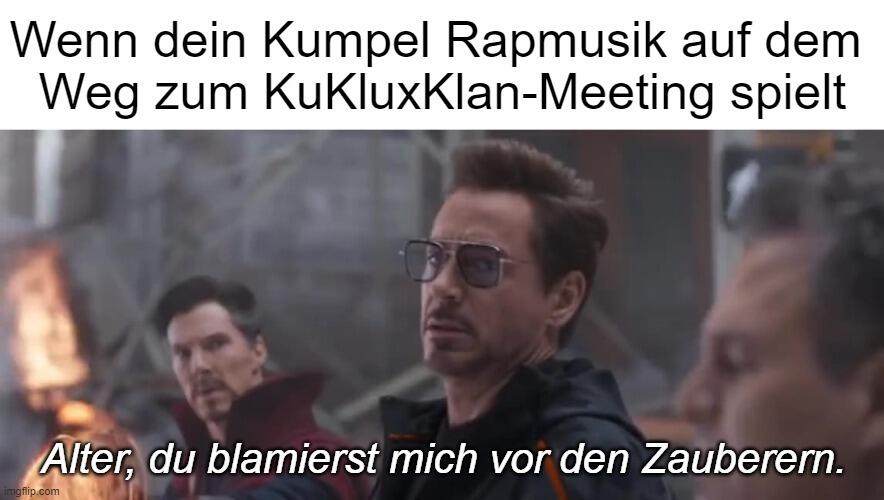 Wenn dein Kumpel Rapmusik auf dem
Weg zum KuKluxKlan-Meeting spielt
Alter, du blamierst mich vor den Zauberern.
imgflip.com